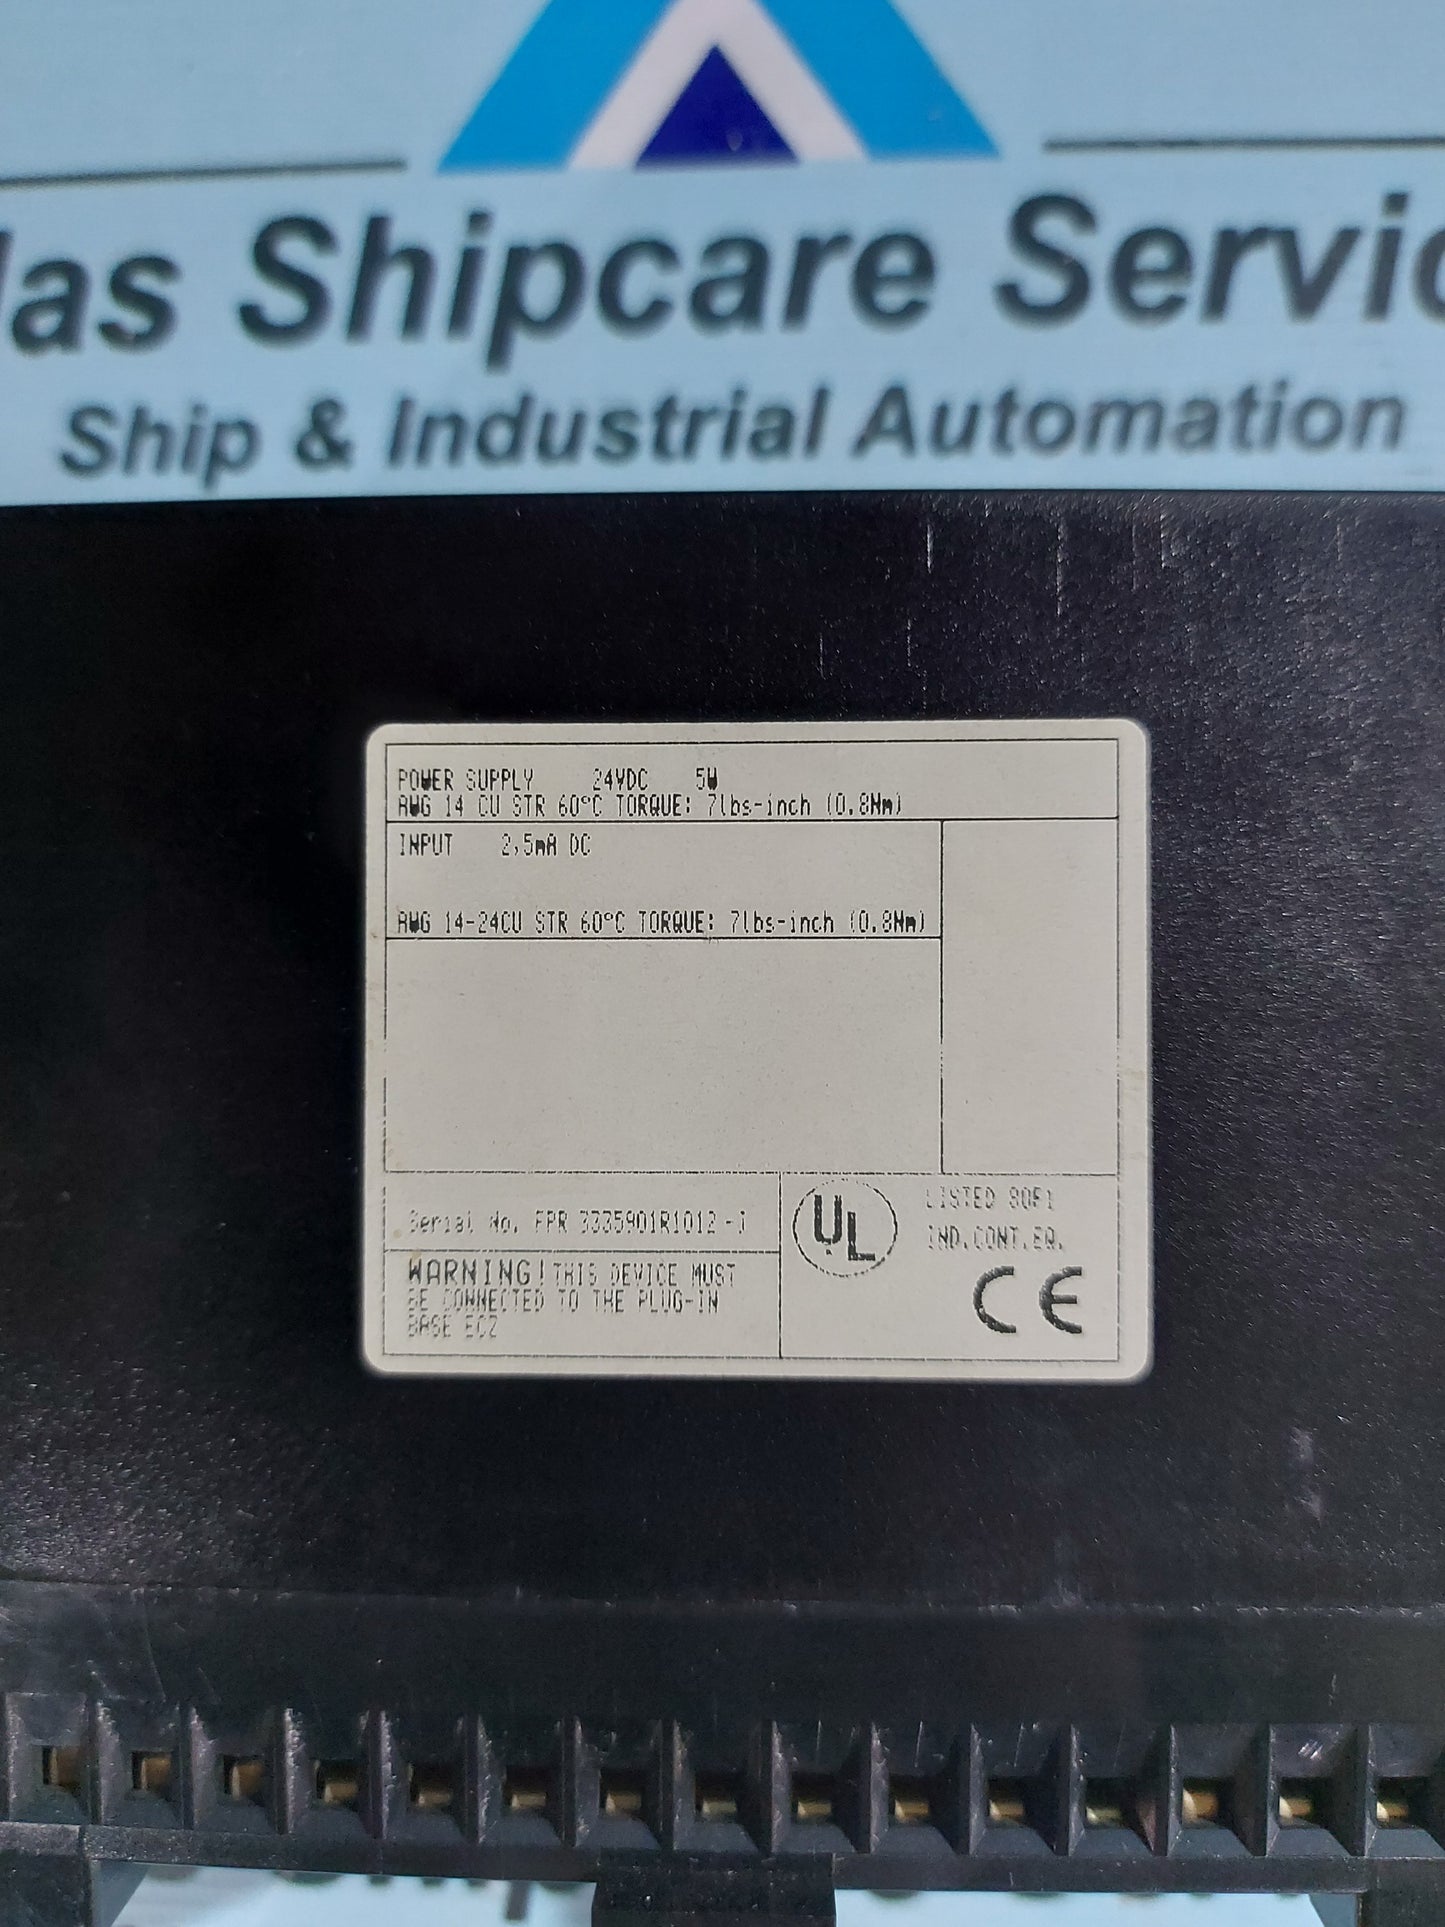 las Shipcare Servic
Ship & Industrial Automation
POWER SUPPLY 24VDC 5W
AWG 14 CU STR 60°C TORQUE: 7lbs-inch (0.8Nm)
INPUT 2,5mA DC
AWG 14-24CU STR 60°C TORQUE: 7lbs-inch (0.8Nm)
Serial No. FPR 3335901R1012
UL
LISTED 80F1
IND.CONT.EQ.
WARNING! THIS DEVICE MUST
BE CONNECTED TO THE PLUG-IN
BASE ECZ
CE